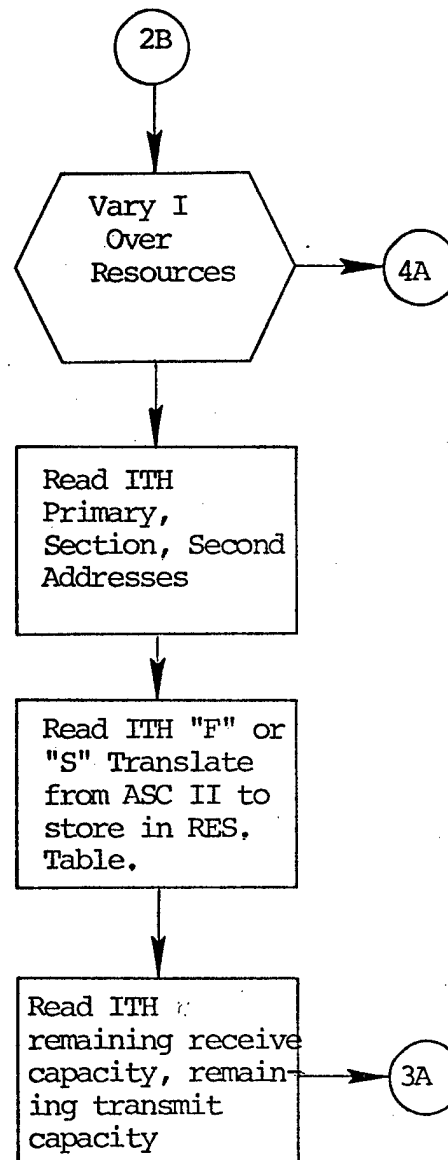 2B
Vary I
Over
Resources
4A
Read ITH
Primary,
Section, Second
Addresses
Read ITH "F" or
"S" Translate
from ASC II to
store in RES.
Table.
Read ITH
remaining receive
capacity, remain-
ing transmit
capacity
3A